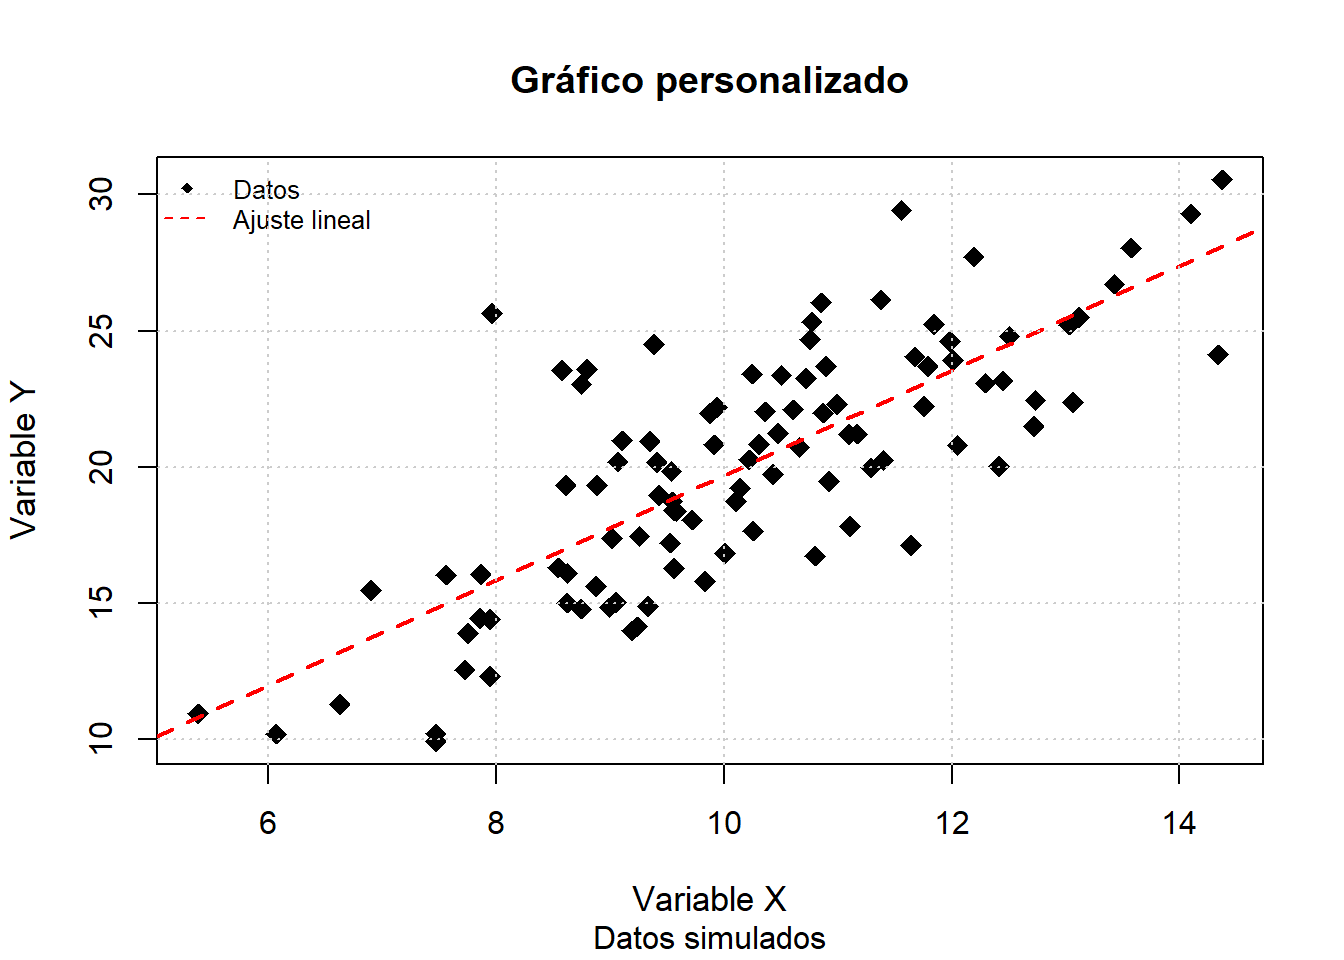 Gráfico personalizado
Datos
Ajuste lineal
30
25
20
15
10
Variable Y
6 8 10 12 14
Variable X
Datos simulados